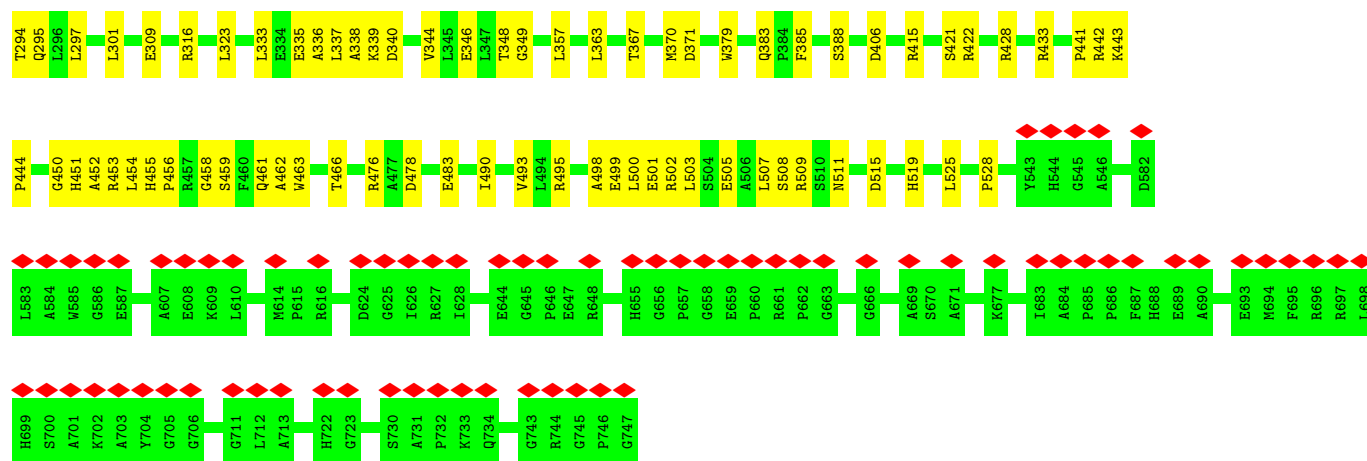 T294 Q295 L296 L297 L301 E309 R316 L323 L333 E334 E335 A336 L337 A338 K339 D340 V344 L345 E346 L347 T348 G349 L357 L363 T367 M370 D371 W379 Q383 P384 F385 S388 D406 R415 S421 R422 R428 R433 P441 R442 K443
P444 G450 H451 A452 R453 L454 H455 P456 R457 G458 S459 F460 Q461 A462 W463 T466 R476 A477 D478 E483 I490 V493 L494 R495 A498 E499 L500 E501 R502 L503 S504 E505 A506 L507 S508 R509 S510 N511 D515 H519 L525 P528 Y543 H544 G545 A546 D582
L583 A584 W585 G586 E587 A607 E608 K609 L610 M614 P615 R616 D624 G625 I626 R627 I628 E644 G645 P646 E647 R648 H655 G656 P657 G658 E659 P660 R661 P662 G663 G666 A669 S670 A671 K677 I683 A684 P685 P686 F687 H688 E689 A690 E693 M694 F695 R696 R697 L698
H699 S700 A701 K702 A703 Y704 G705 G706 G711 L712 A713 H722 G723 S730 A731 P732 K733 Q734 G743 R744 G745 P746 G747